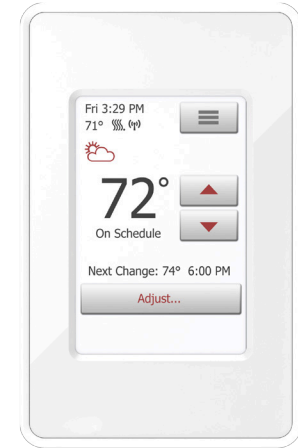 Fri 3:29 PM
71°
72°
On Schedule
Next Change: 74° 6:00 PM
Adjust...